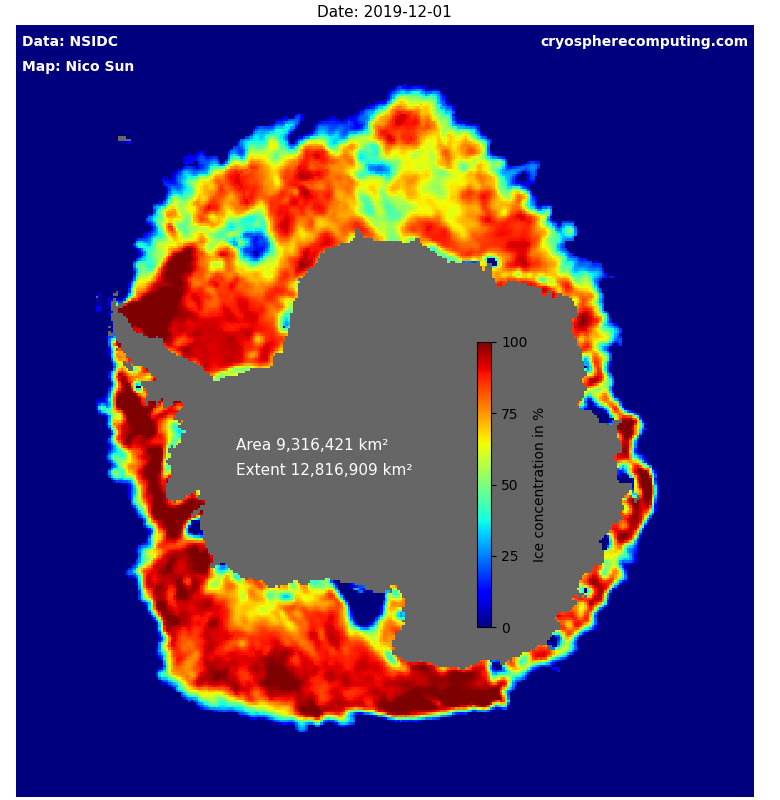 Date: 2019-12-01
Data: NSIDC
cryospherecomputing.com
Map: Nico Sun
100
75
50
25
0
Ice concentration in %
Area 9,316,421 km²
Extent 12,816,909 km²